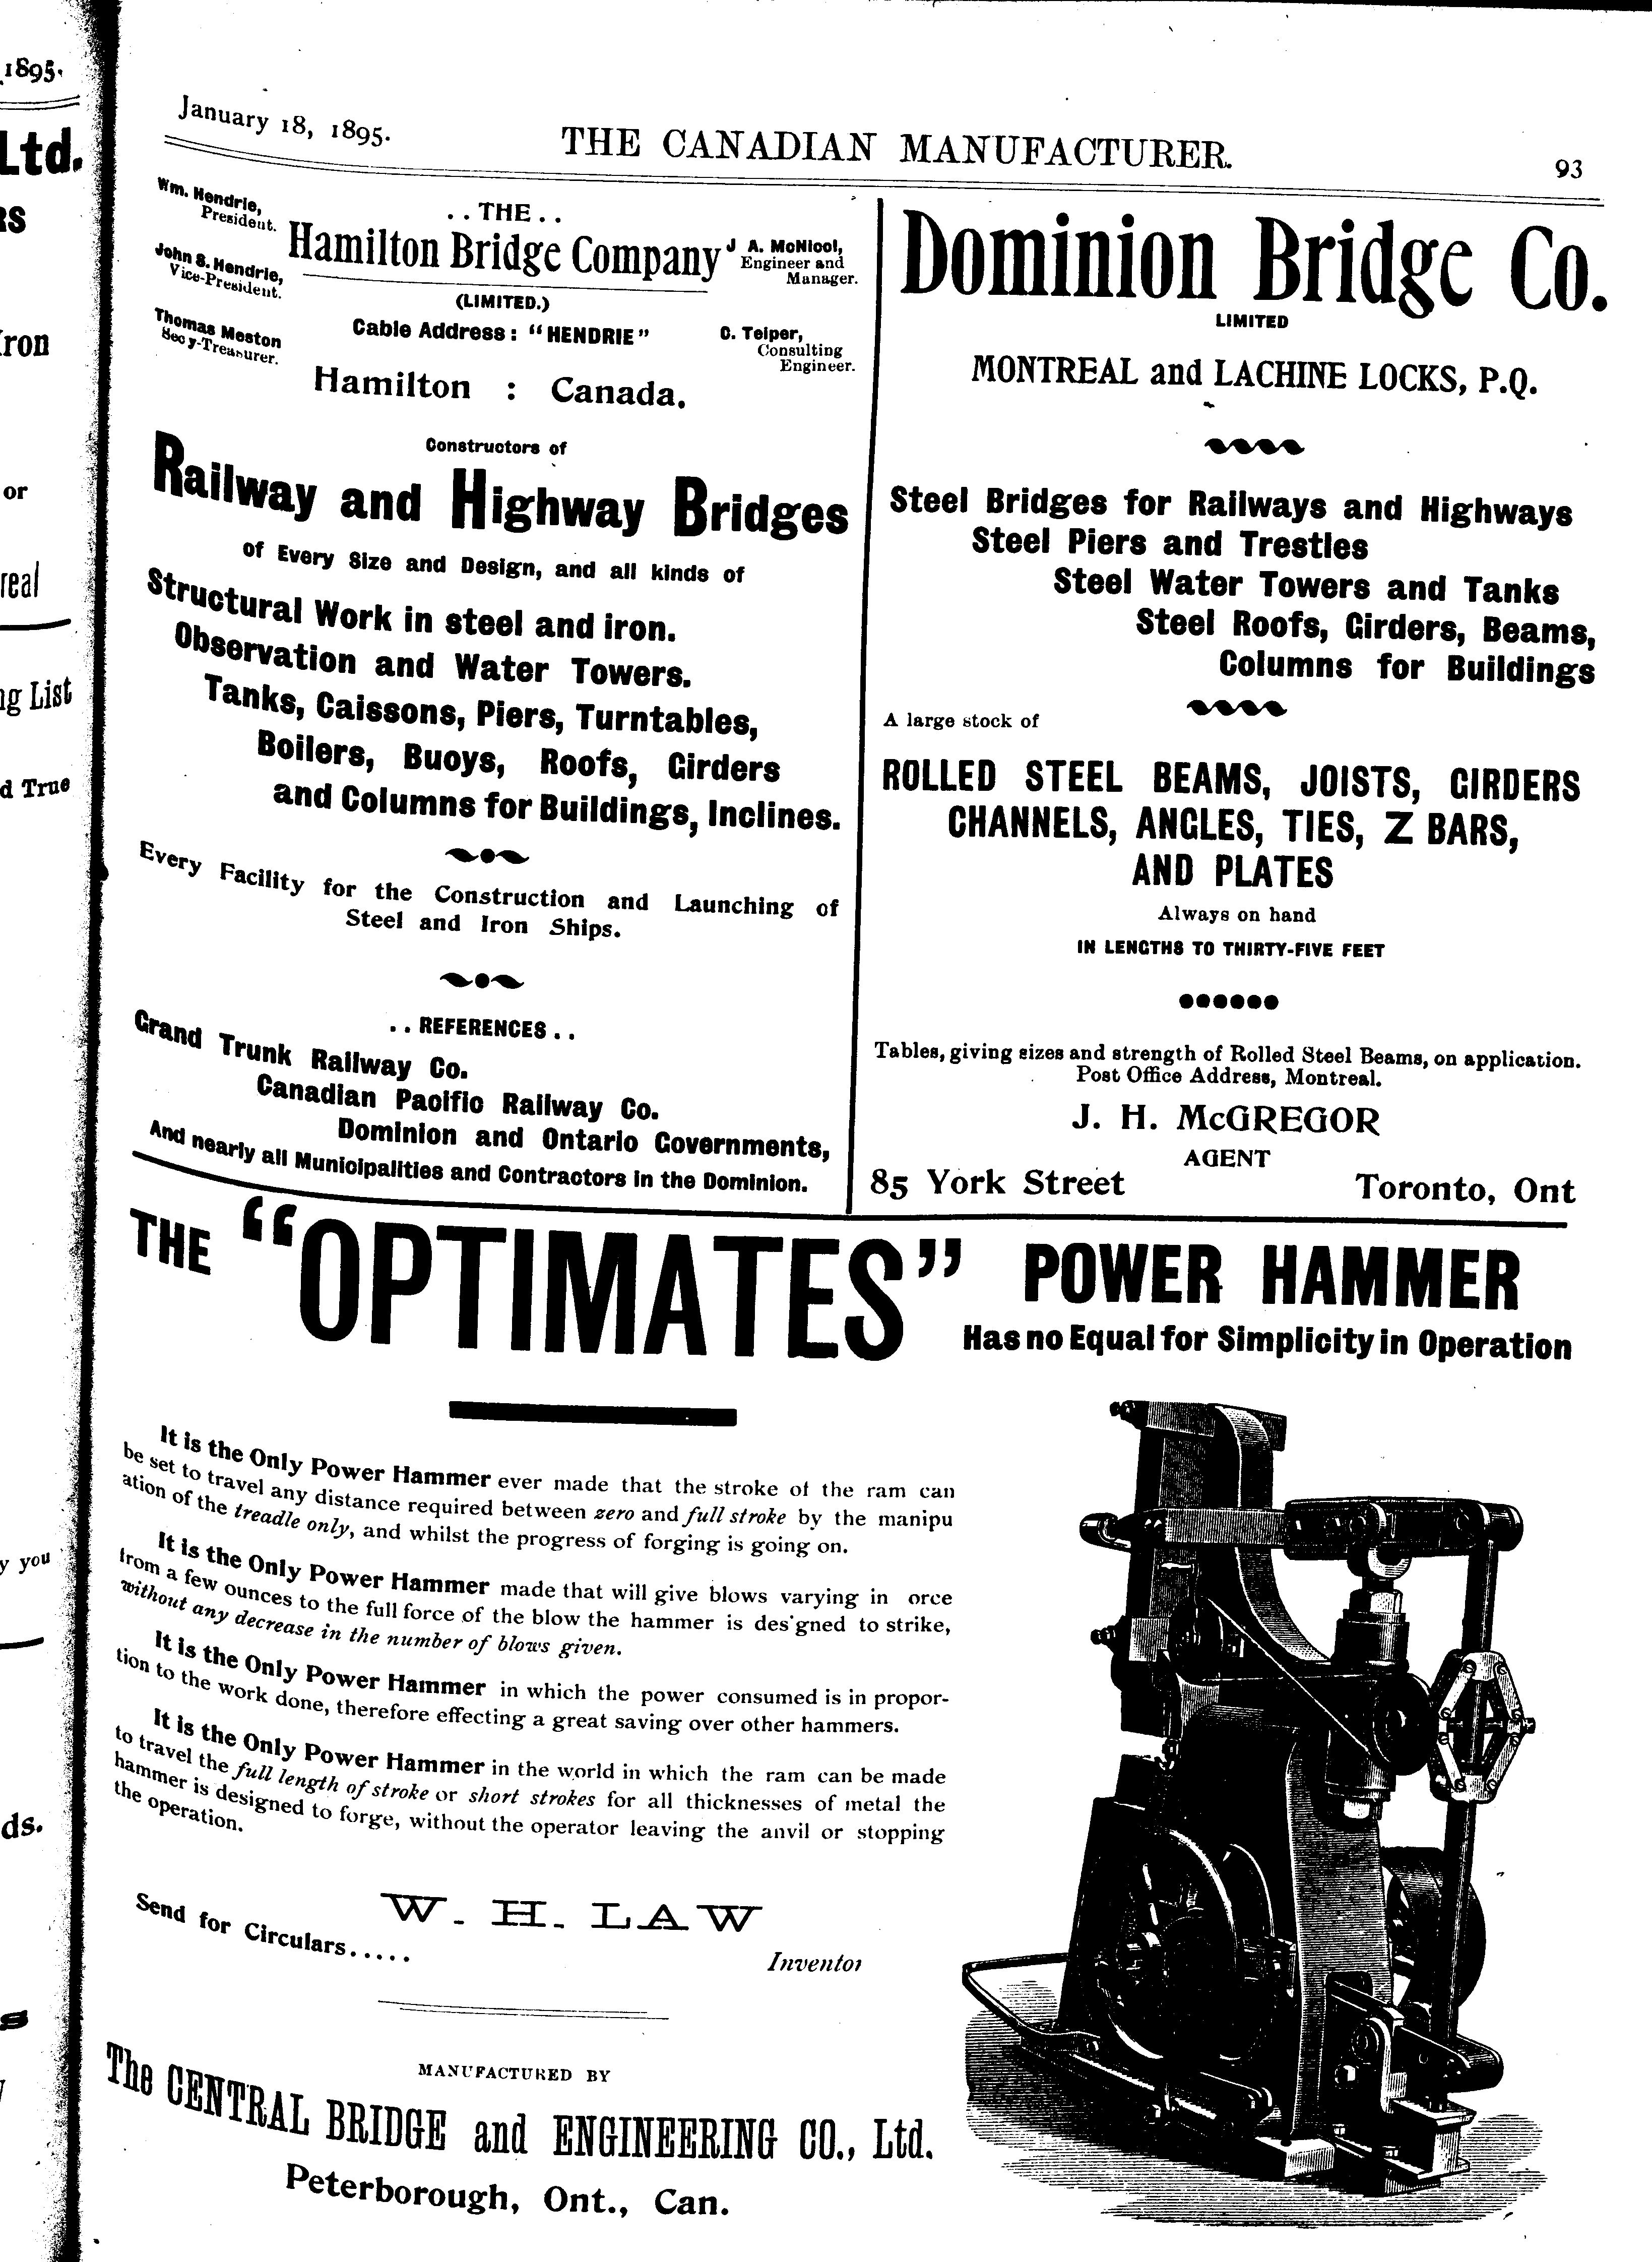 1895.
Ltd.
Iron
or
real
ng List
d True
y you
ds.
January 18, 1895.
THE CANADIAN MANUFACTURER.
93
Wm. Hendrie,
President.
John S. Hendrie,
Vice-President.
Thomas Meston
Secy-Treasurer.
..THE..
Hamilton Bridge Company
(LIMITED.)
Cable Address: "HENDRIE"
J A. McNicol,
Engineer and
Manager.
C. Teiper,
Consulting
Engineer.
Hamilton : Canada.
Constructors of
Railway and Highway Bridges
of Every Size and Design, and all kinds of
Structural Work in steel and iron.
Observation and Water Towers.
Tanks, Caissons, Piers, Turntables,
Boilers, Buoys, Roofs, Girders
and Columns for Buildings, Inclines.
Every Facility for the Construction and Launching of
Steel and Iron Ships.
..REFERENCES..
Grand Trunk Railway Co.
Canadian Pacific Railway Co.
Dominion and Ontario Governments,
And nearly all Municipalities and Contractors in the Dominion.
Dominion Bridge Co.
LIMITED
MONTREAL and LACHINE LOCKS, P.Q.
Steel Bridges for Railways and Highways
Steel Piers and Trestles
Steel Water Towers and Tanks
Steel Roofs, Girders, Beams,
Columns for Buildings
A large stock of
ROLLED STEEL BEAMS, JOISTS, GIRDERS
CHANNELS, ANGLES, TIES, Z BARS,
AND PLATES
Always on hand
IN LENGTHS TO THIRTY-FIVE FEET
Tables, giving sizes and strength of Rolled Steel Beams, on application.
Post Office Address, Montreal.
J. H. McGREGOR
AGENT
85 York Street Toronto, Ont
THE "OPTIMATES" POWER HAMMER
Has no Equal for Simplicity in Operation
It is the Only Power Hammer ever made that the stroke of the ram can
be set to travel any distance required between zero and full stroke by the manipu
ation of the treadle only, and whilst the progress of forging is going on.
It is the Only Power Hammer made that will give blows varying in orce
from a few ounces to the full force of the blow the hammer is designed to strike,
without any decrease in the number of blows given.
It is the Only Power Hammer in which the power consumed is in propor-
tion to the work done, therefore effecting a great saving over other hammers.
It is the Only Power Hammer in the world in which the ram can be made
to travel the full length of stroke or short strokes for all thicknesses of metal the
hammer is designed to forge, without the operator leaving the anvil or stopping
the operation.
Send for Circulars.....
W. H. LAW
Inventor
MANUFACTURED BY
The CENTRAL BRIDGE and ENGINEERING CO., Ltd.
Peterborough, Ont., Can.